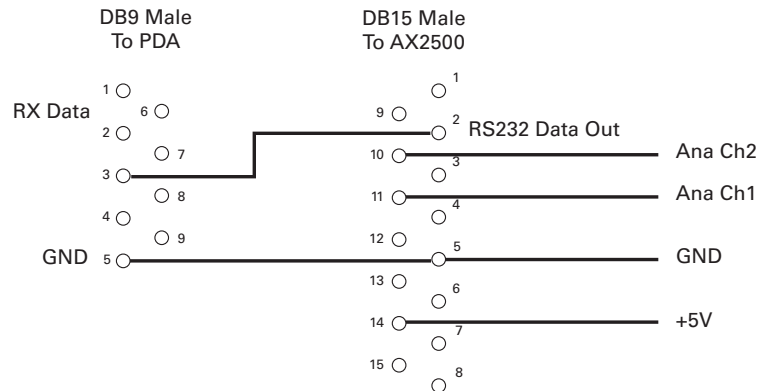 DB9 Male
To PDA
DB15 Male
To AX2500
1
1
RX Data
6
9
2
2
RS232 Data Out
7
10
Ana Ch2
3
3
8
11
Ana Ch1
4
4
9
12
GND
5
5
GND
13
6
14
+5V
7
15
8